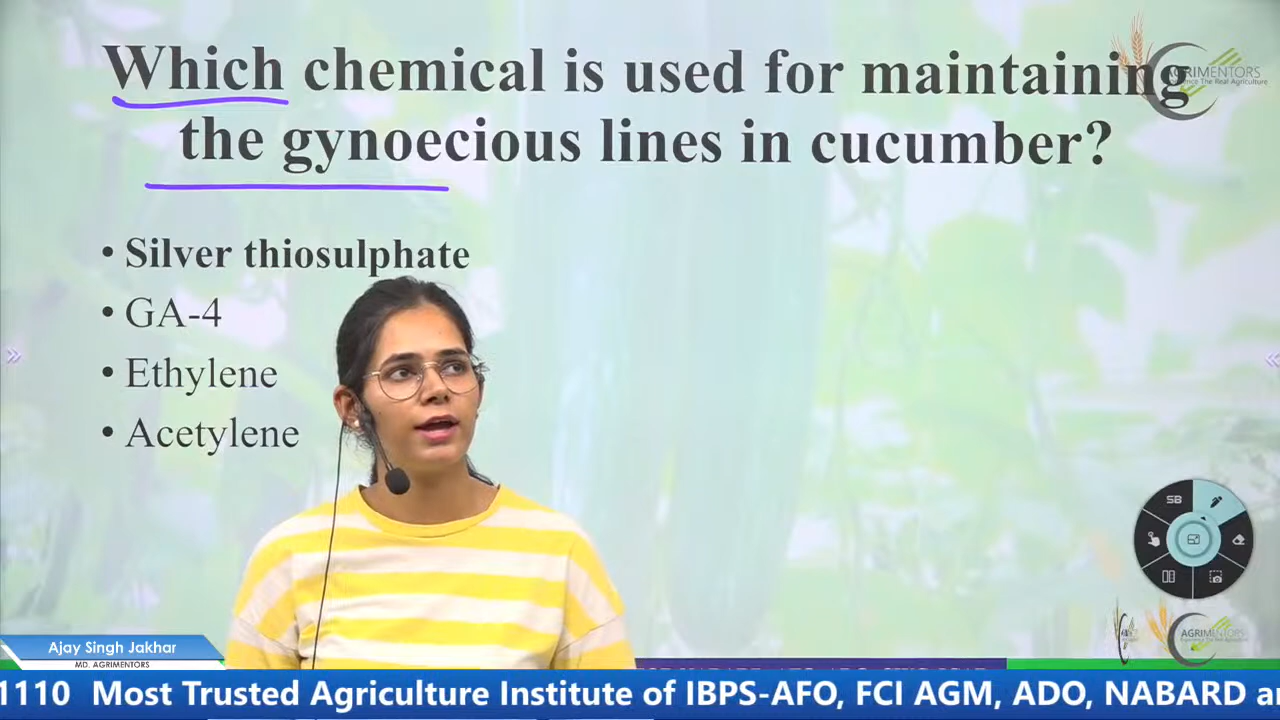 Which chemical is used for maintaining
the gynoecious lines in cucumber?
AGRIMENTORS
• Silver thiosulphate
• GA-4
• Ethylene
• Acetylene
SB
AGRIMENTORS
Ajay Singh Jakhar
MD. AGRIMENTORS
1110 Most Trusted Agriculture Institute of IBPS-AFO, FCI AGM, ADO, NABARD